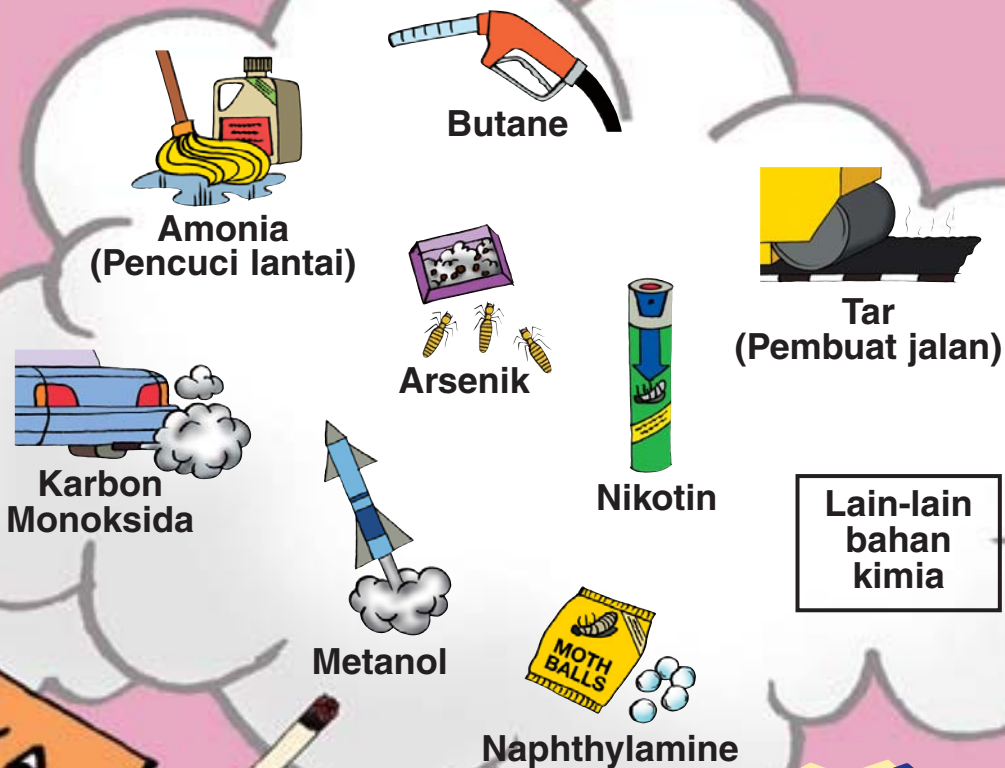 Butane
Amonia
(Pencuci lantai)
Arsenik
Tar
(Pembuat jalan)
Karbon
Monoksida
Nikotin
Lain-lain
bahan
kimia
Metanol
MOTH
BALLS
Naphthylamine